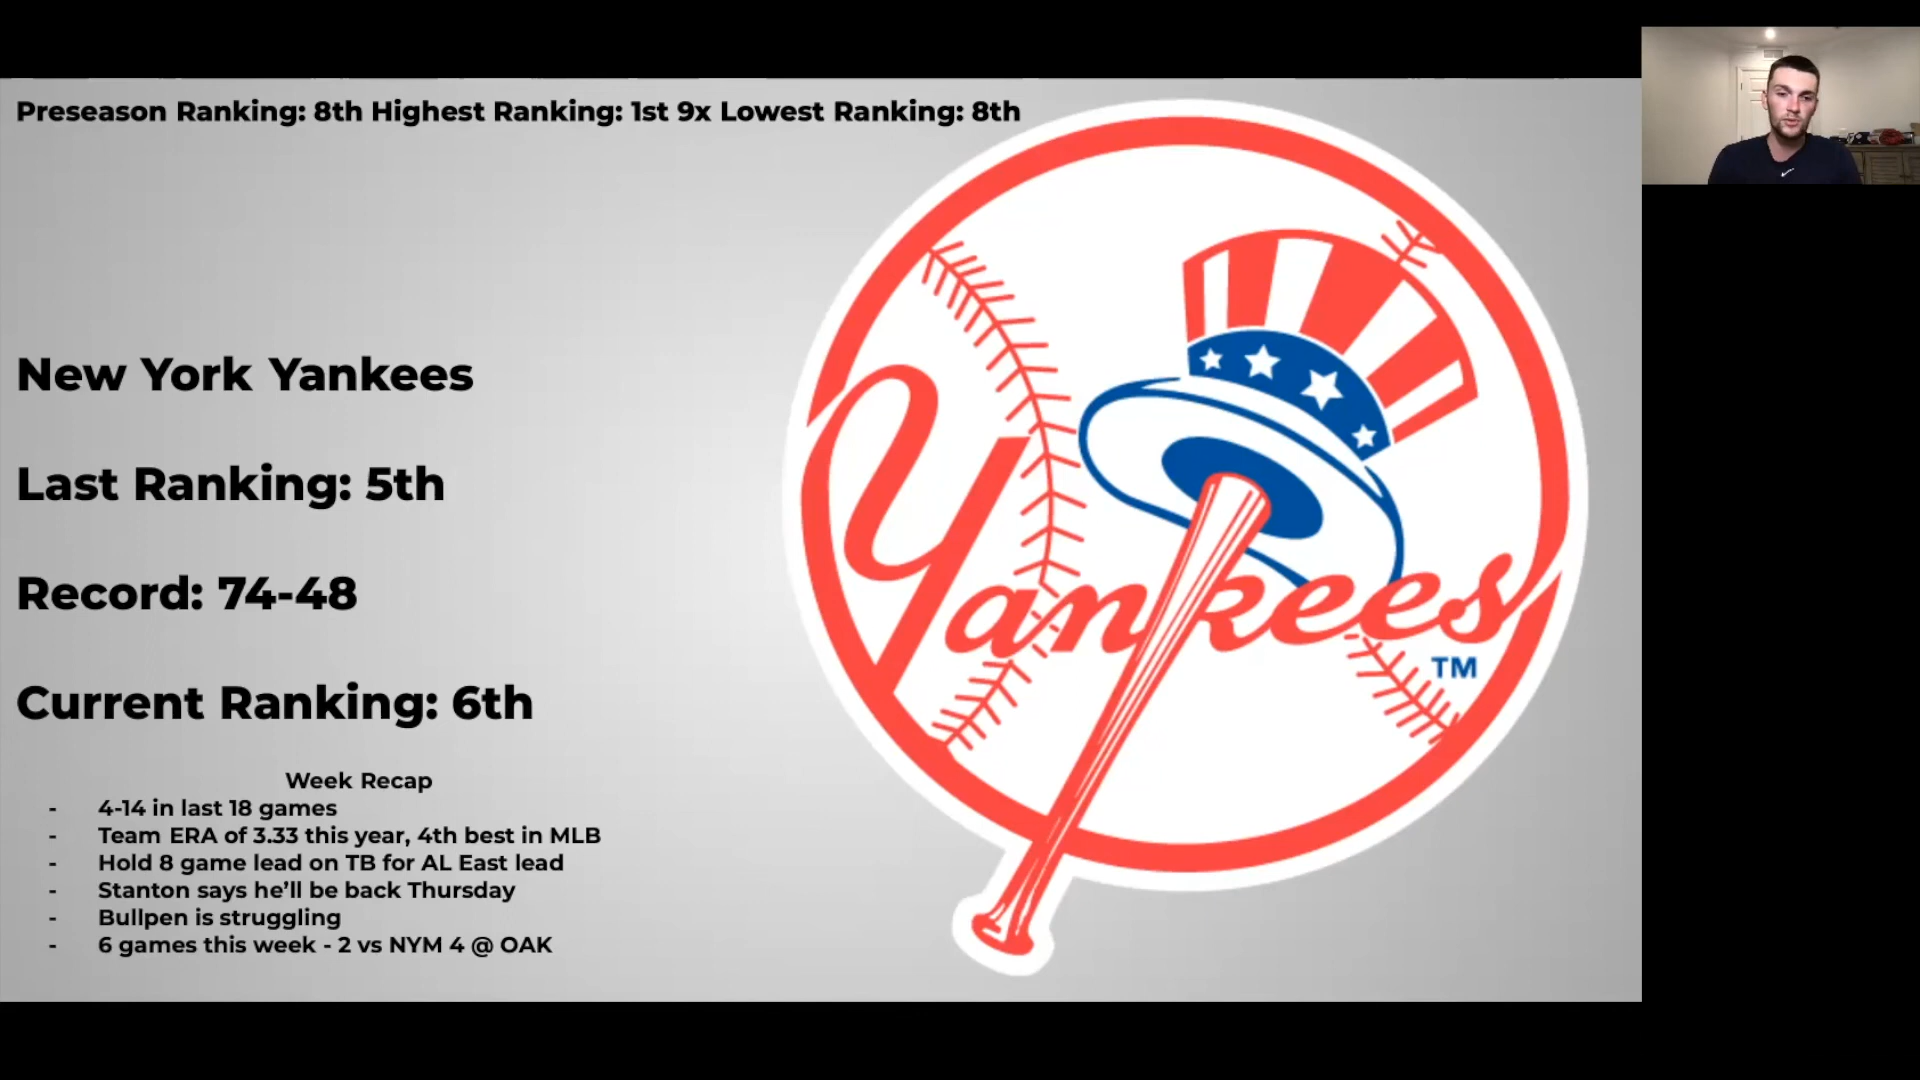 Preseason Ranking: 8th Highest Ranking: 1st 9x Lowest Ranking: 8th
New York Yankees
Last Ranking: 5th
Record: 74-48
Current Ranking: 6th
Week Recap
- 4-14 in last 18 games
- Team ERA of 3.33 this year, 4th best in MLB
- Hold 8 game lead on TB for AL East lead
- Stanton says he’ll be back Thursday
- Bullpen is struggling
- 6 games this week - 2 vs NYM 4 @ OAK
Yankees
TM